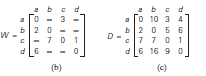 a b c d a b c d
a 0 ∞ 3 ∞ a 0 10 3 4
W = b 2 0 ∞ ∞ D = b 2 0 5 6
c ∞ 7 0 1 c 7 7 0 1
d 6 ∞ ∞ 0 d 6 16 9 0
(b) (c)